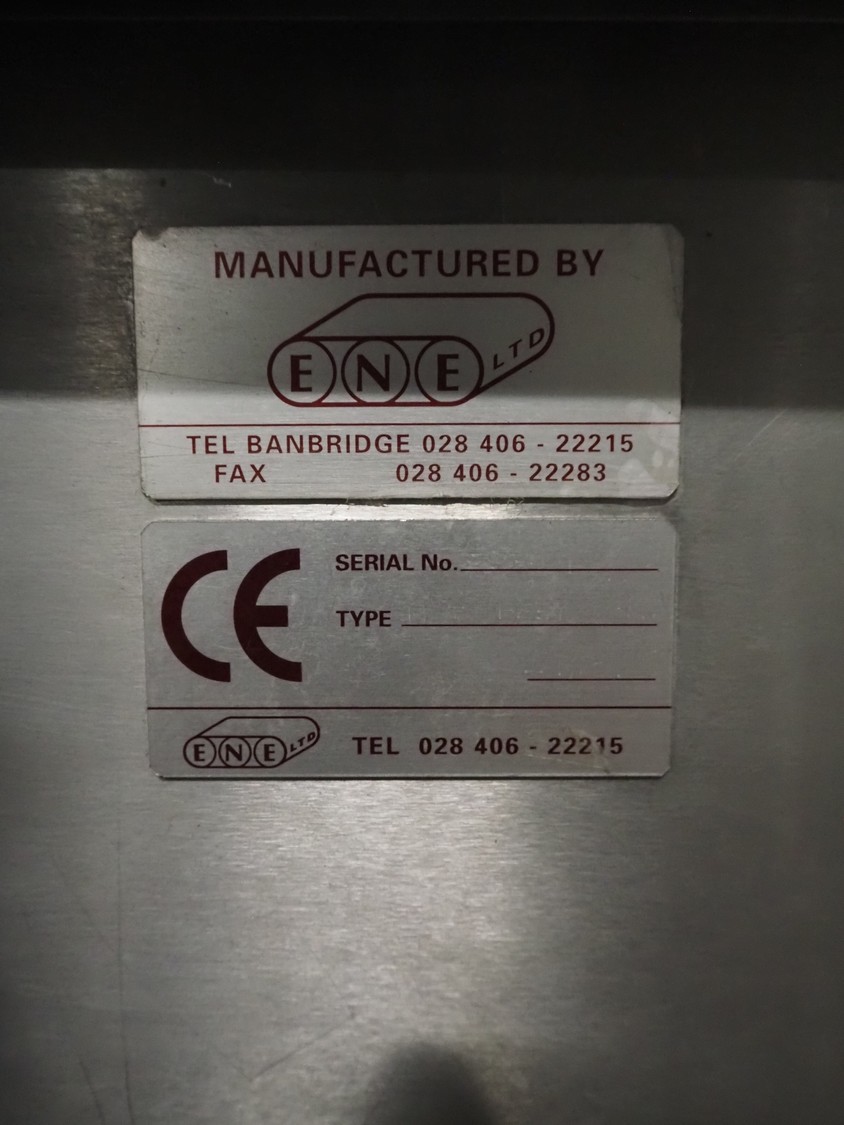 MANUFACTURED BY
ENE LTD
TEL BANBRIDGE 028 406 - 22215
FAX 028 406 - 22283
CE
SERIAL No.
TYPE
ENE LTD TEL 028 406 - 22215